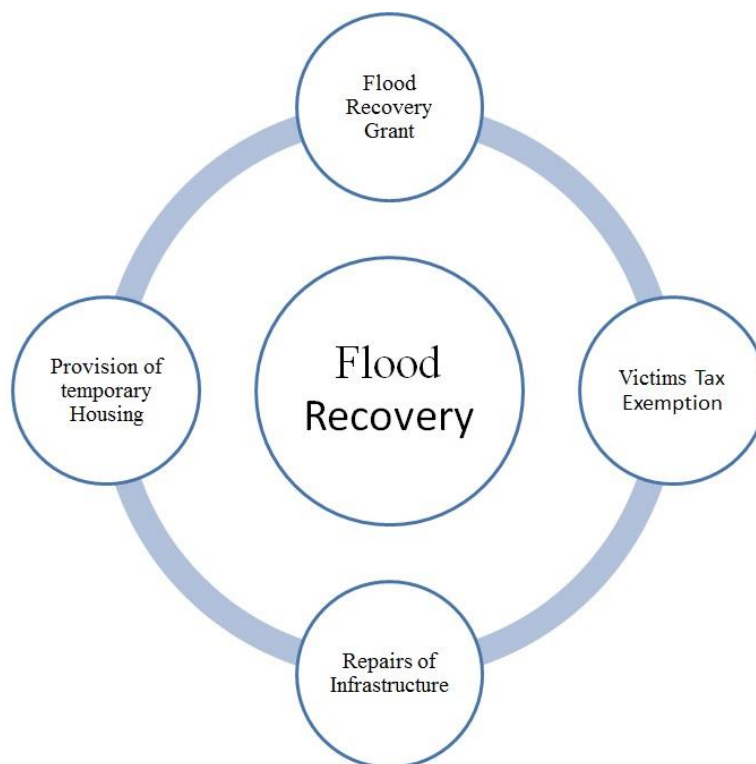 Flood
Recovery
Grant
Provision of
temporary
Housing
Flood
Recovery
Victims Tax
Exemption
Repairs of
Infrastructure